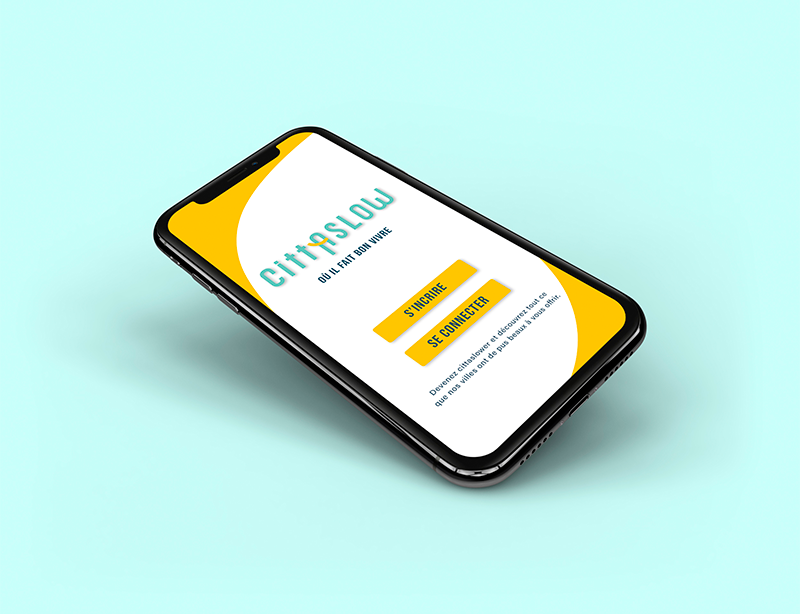 CittASLOW
OÙ IL FAIT BON VIVRE
S'INCRIRE
SE CONNECTER
Devenez cittaslower et découvrez tout ce
que nos villes ont de pus beaux à vous offrir.